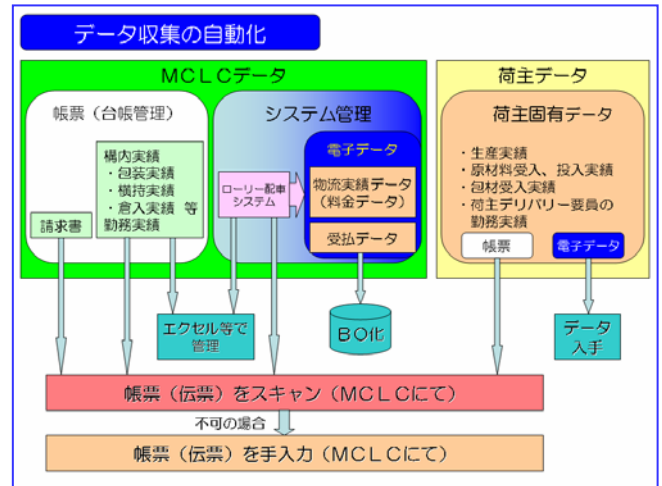 データ収集の自動化
MCLCデータ
帳票（台帳管理）
構内実績
・包装実績
・横持実績
・倉入実績 等
勤務実績
請求書
システム管理
ローリー配車
システム
電子データ
物流実績データ
（料金データ）
受払データ
荷主データ
荷主固有データ
・生産実績
・原材料受入、投入実績
・包材受入実績
・荷主デリバリー要員の
勤務実績
帳票
電子データ
エクセル等で
管理
BO化
データ
入手
帳票（伝票）をスキャン（MCLCにて）
不可の場合
帳票（伝票）を手入力（MCLCにて）